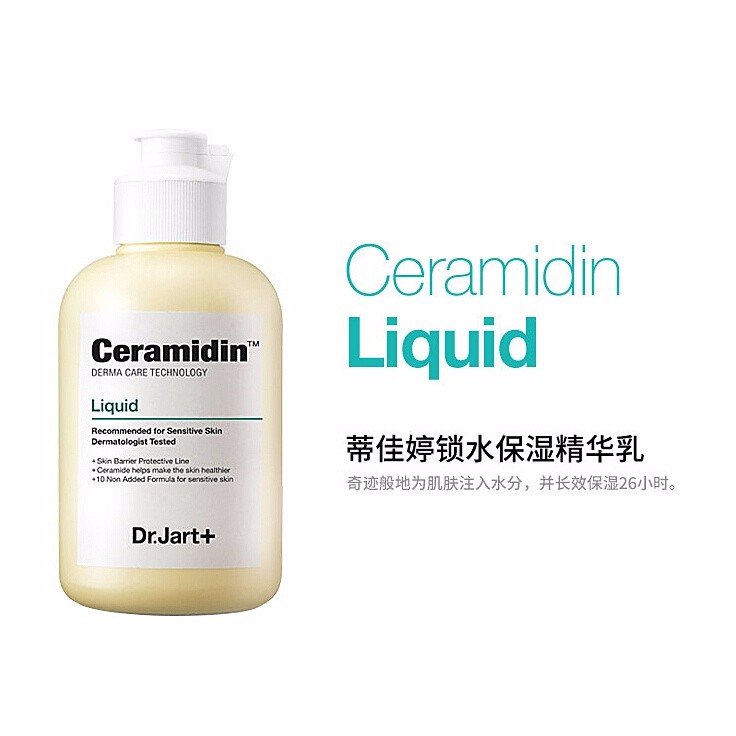 Ceramidin™
DERMA CARE TECHNOLOGY
Liquid
Recommended for Sensitive Skin
Dermatologist Tested
+Skin Barrier Protective Line
+Ceramide helps make the skin healthier
+10 Non Added Formula for sensitive skin
Dr.Jart+
Ceramidin
Liquid
蒂佳婷锁水保湿精华乳
奇迹般地为肌肤注入水分，并长效保湿26小时。